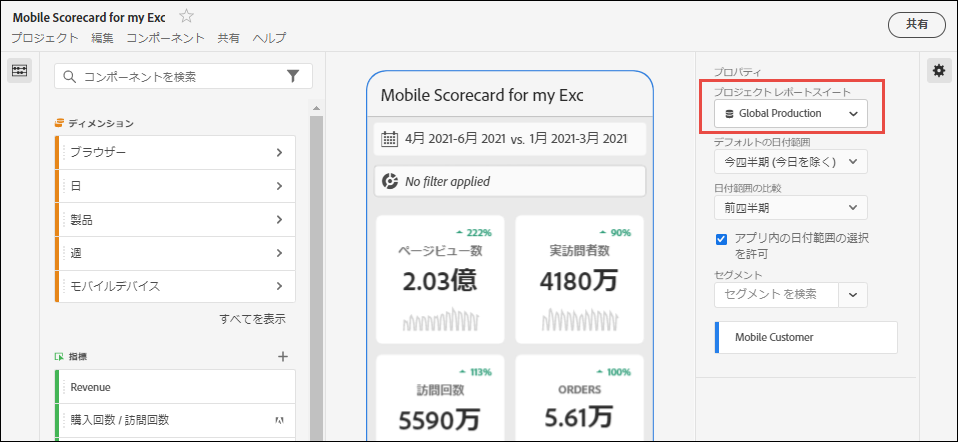 Mobile Scorecard for my Exc
プロジェクト 編集 コンポーネント 共有 ヘルプ
共有
コンポーネントを検索
ディメンション
ブラウザー
日
製品
週
モバイルデバイス
すべてを表示
指標
Revenue
購入回数 / 訪問回数
Mobile Scorecard for my Exc
4月 2021-6月 2021 vs. 1月 2021-3月 2021
No filter applied
222%
ページビュー数
2.03億
90%
実訪問者数
4180万
113%
訪問回数
5590万
100%
ORDERS
5.61万
プロパティ
プロジェクト レポートスイート
Global Production
デフォルトの日付範囲
今四半期 (今日を除く)
日付範囲の比較
前四半期
アプリ内の日付範囲の選択
を許可
セグメント
セグメント を検索
Mobile Customer